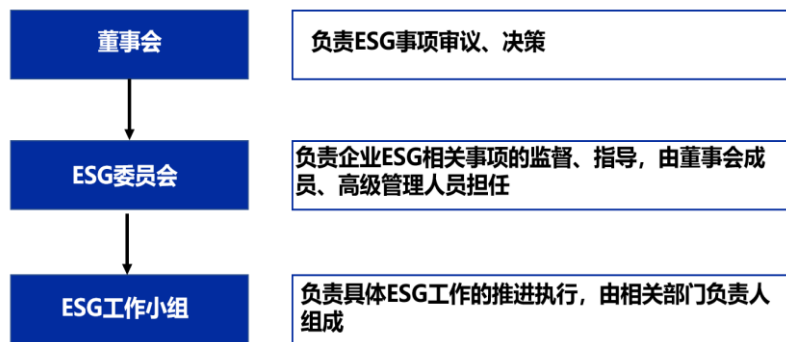 董事会
负责ESG事项审议、决策
ESG委员会
负责企业ESG相关事项的监督、指导，由董事会成
员、高级管理人员担任
ESG工作小组
负责具体ESG工作的推进执行，由相关部门负责人
组成